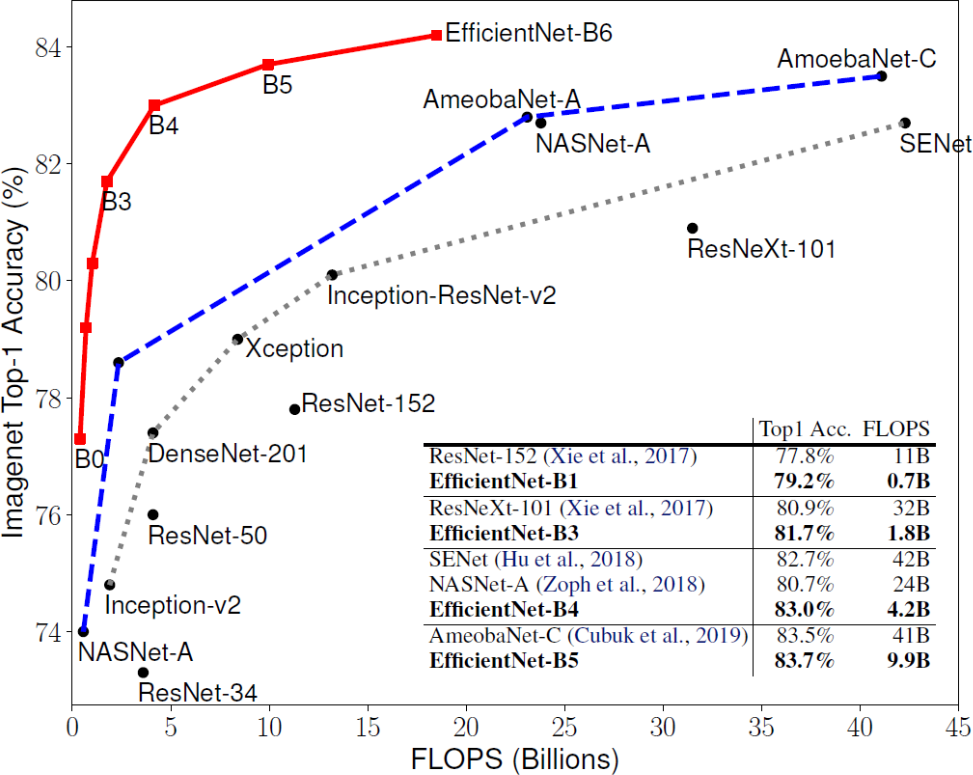 84
EfficientNet-B6
AmoebaNet-C
B5
AmeobaNet-A
B4
NASNet-A
SENet
82
B3
ResNeXt-101
80
Inception-ResNet-v2
Xception
78
ResNet-152
B0
DenseNet-201
76
ResNet-50
Inception-v2
74
NASNet-A
ResNet-34
Imagenet Top-1 Accuracy (%)
Top1 Acc. FLOPS
ResNet-152 (Xie et al., 2017) 77.8% 11B
EfficientNet-B1 79.2% 0.7B
ResNeXt-101 (Xie et al., 2017) 80.9% 32B
EfficientNet-B3 81.7% 1.8B
SENet (Hu et al., 2018) 82.7% 42B
NASNet-A (Zoph et al., 2018) 80.7% 24B
EfficientNet-B4 83.0% 4.2B
AmeobaNet-C (Cubuk et al., 2019) 83.5% 41B
EfficientNet-B5 83.7% 9.9B
0 5 10 15 20 25 30 35 40 45
FLOPS (Billions)